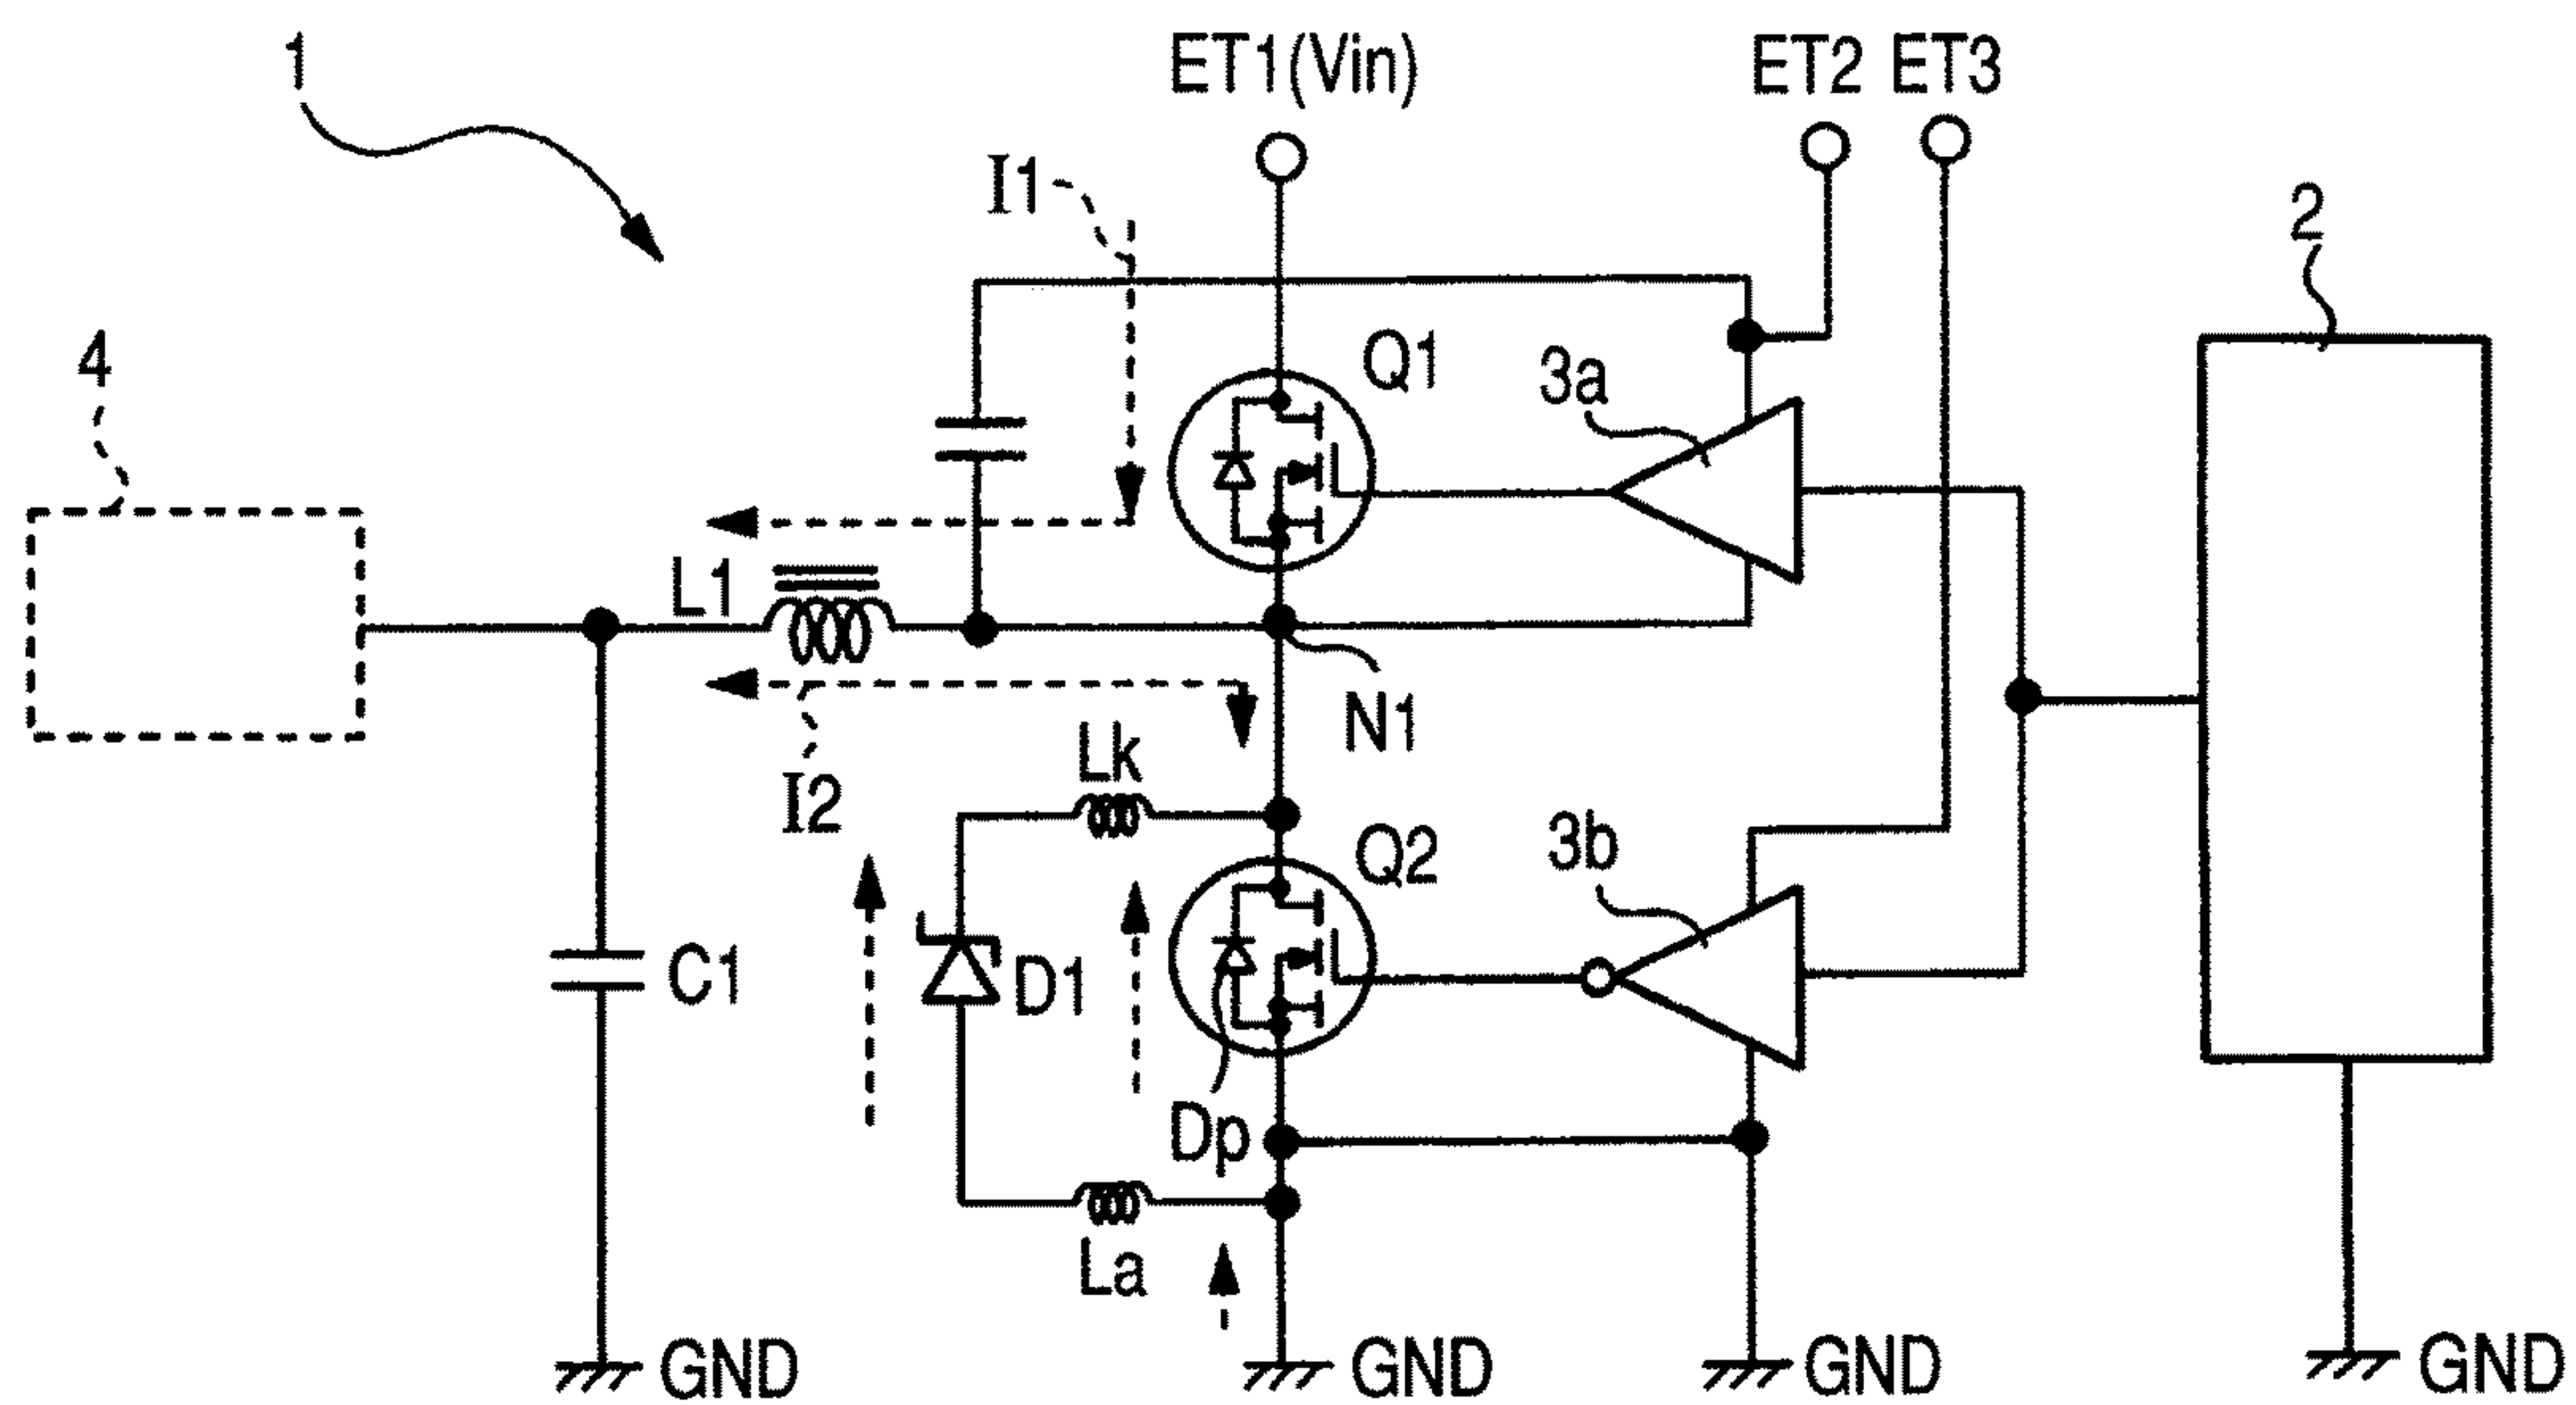 1
ET1(Vin)
ET2
ET3
I1
2
4
Q1
3a
L1
N1
Lk
I2
Q2
3b
C1
D1
Dp
La
GND
GND
GND
GND